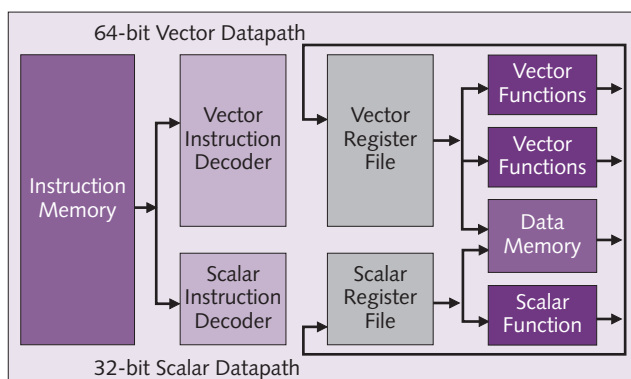 64-bit Vector Datapath
Instruction
Memory
Vector
Instruction
Decoder
Vector
Register
File
Vector
Functions
Vector
Functions
Data
Memory
Scalar
Instruction
Decoder
Scalar
Register
File
Scalar
Function
32-bit Scalar Datapath